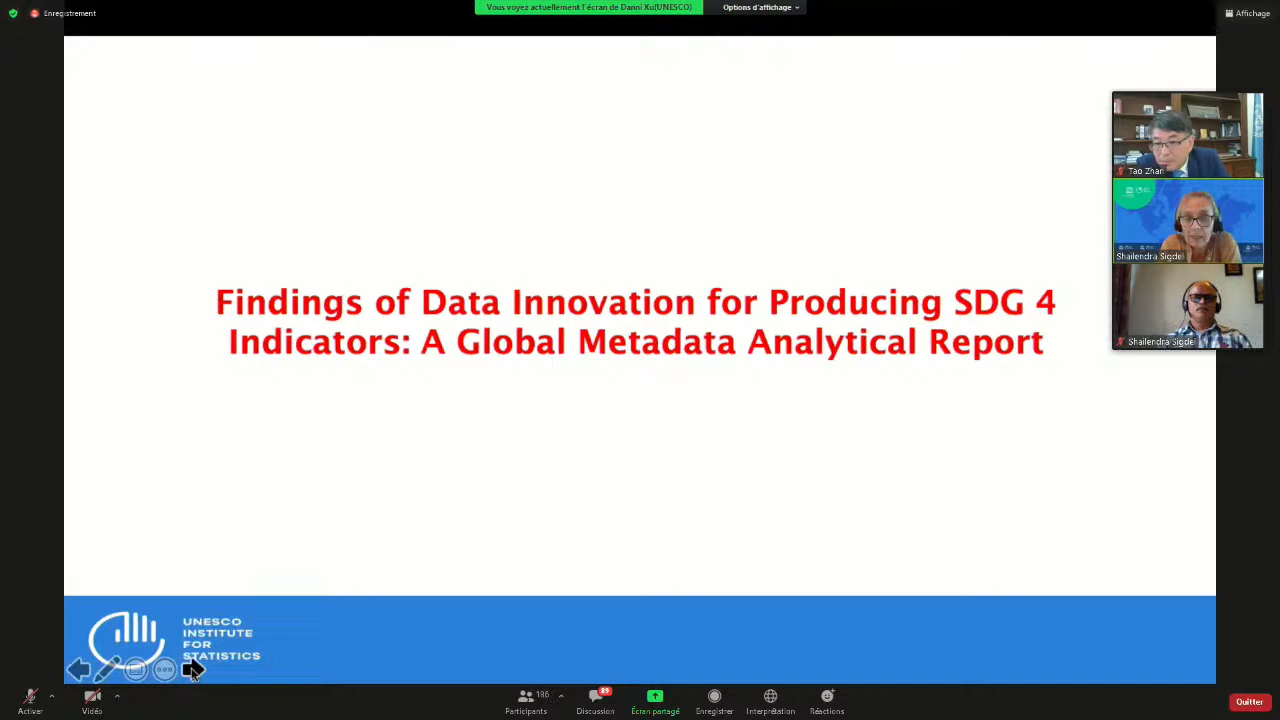 Enregistrement
Vous voyez actuellement l'écran de Danni Xu(UNESCO)
Options d'affichage
Affichage
Tao Zhan
Shailendra Sigdel
Shailendra Sigdel
Findings of Data Innovation for Producing SDG 4
Indicators: A Global Metadata Analytical Report
UNESCO
INSTITUTE
FOR
STATISTICS
Activer
Vidéo
186
Participants
89
Discussion
Écran partagé
Enregistrer
Interprétation
Réactions
Quitter